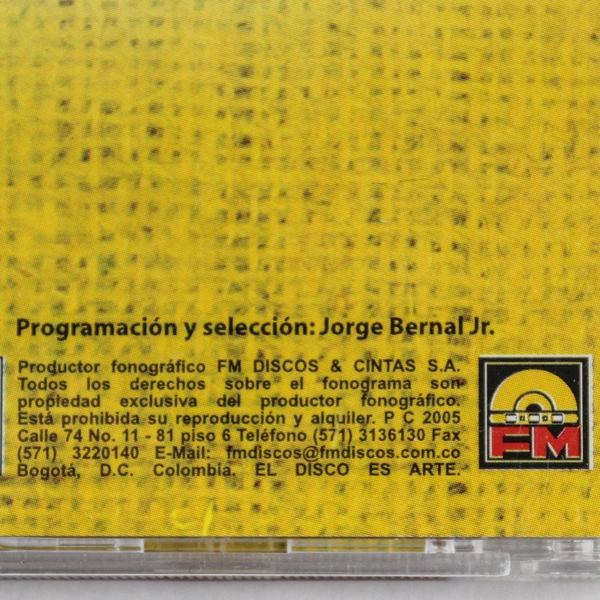 Programación y selección: Jorge Bernal Jr.
Productor fonográfico FM DISCOS & CINTAS S.A.
Todos los derechos sobre el fonograma son
propiedad exclusiva del productor fonográfico.
Está prohibida su reproducción y alquiler. P C 2005
Calle 74 No. 11 - 81 piso 6 Teléfono (571) 3136130 Fax
(571) 3220140 E-Mail: fmdiscos@fmdiscos.com.co
Bogotá, D.C. Colombia. EL DISCO ES ARTE.
FM